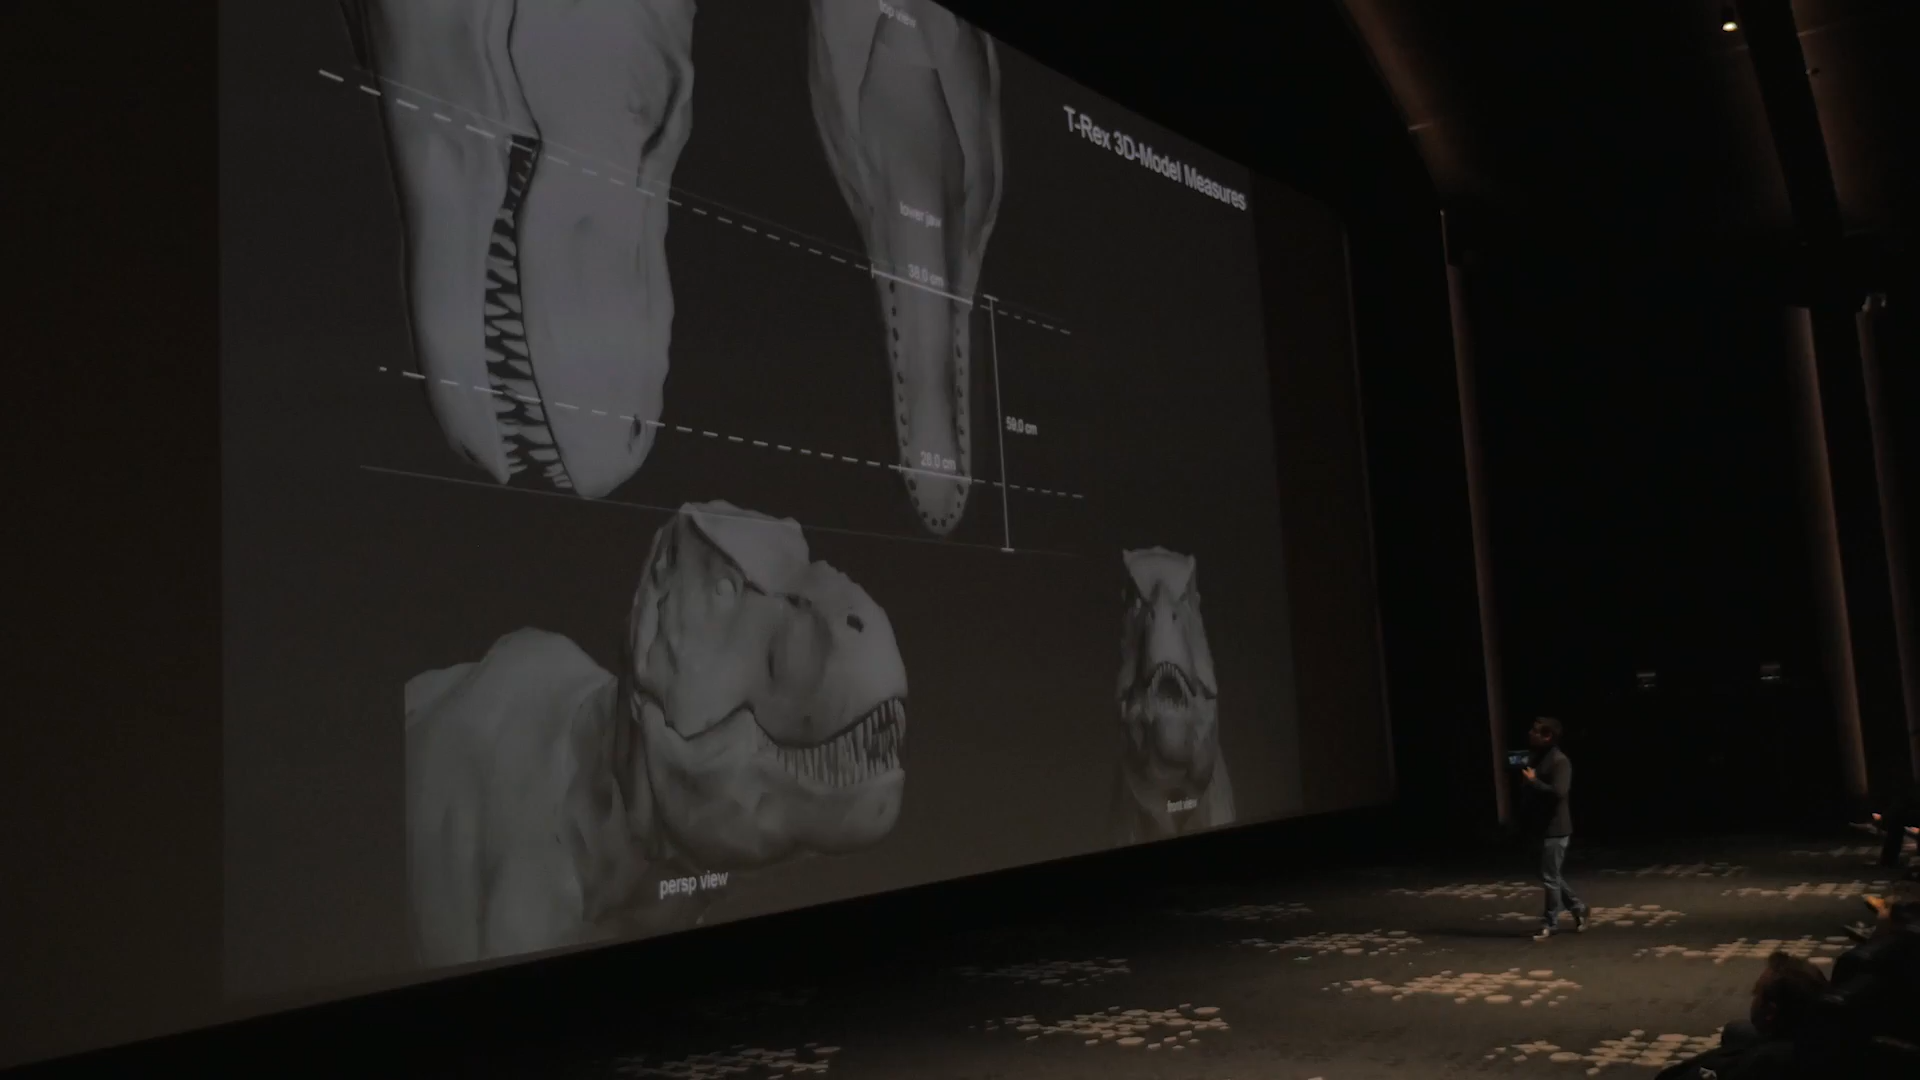 top view
T-Rex 3D-Model Measures
lower jaw
38.0 cm
59.0 cm
28.0 cm
front view
persp view